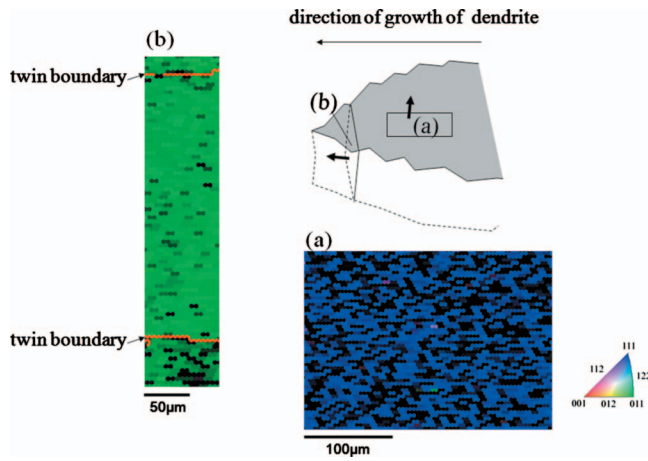 direction of growth of dendrite
(b)
twin boundary
(b)
(a)
(a)
twin boundary
50µm
100µm
111
112
122
001
012
011